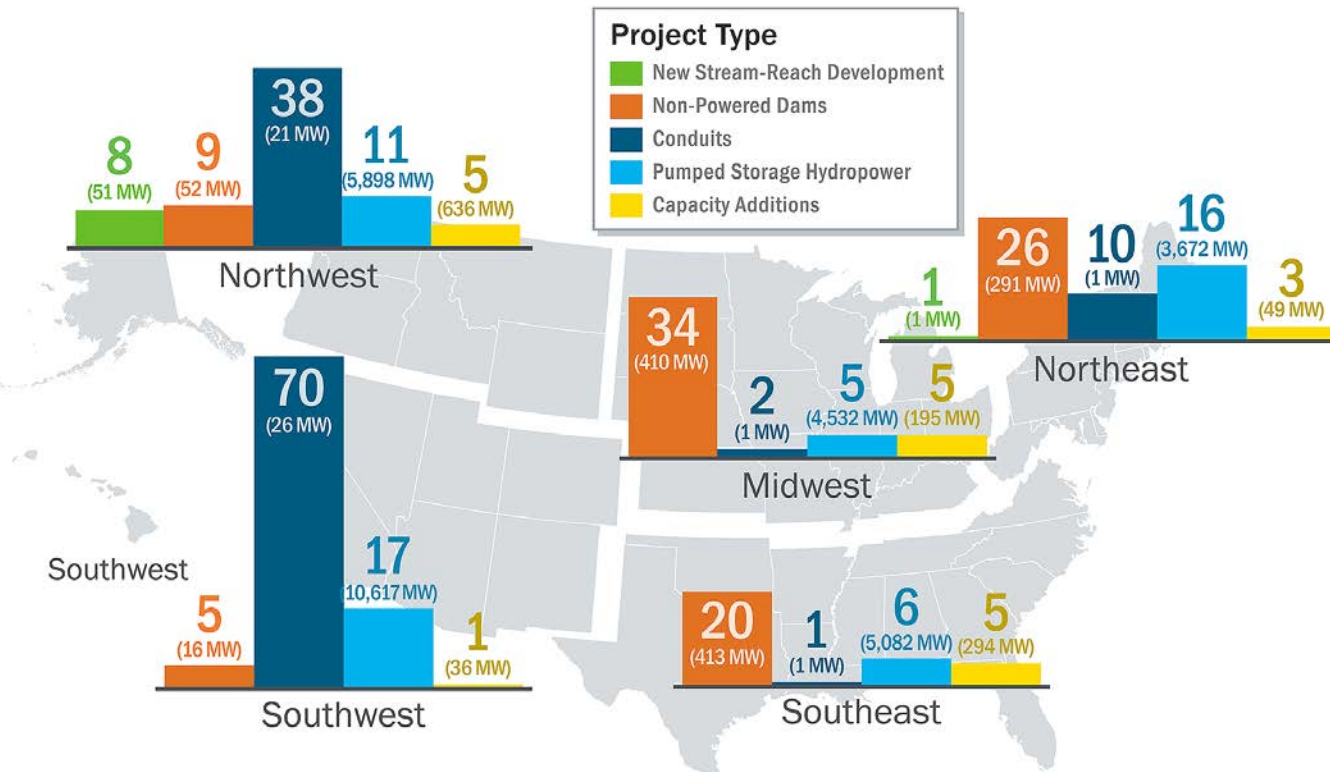 Project Type
New Stream-Reach Development
Non-Powered Dams
Conduits
Pumped Storage Hydropower
Capacity Additions
8
(51 MW)
9
(52 MW)
38
(21 MW)
11
(5,898 MW)
5
(636 MW)
Northwest
1
(1 MW)
26
(291 MW)
10
(1 MW)
16
(3,672 MW)
3
(49 MW)
Northeast
34
(410 MW)
2
(1 MW)
5
(4,532 MW)
5
(195 MW)
Midwest
Southwest
5
(16 MW)
70
(26 MW)
17
(10,617 MW)
1
(36 MW)
Southwest
20
(413 MW)
1
(1 MW)
6
(5,082 MW)
5
(294 MW)
Southeast